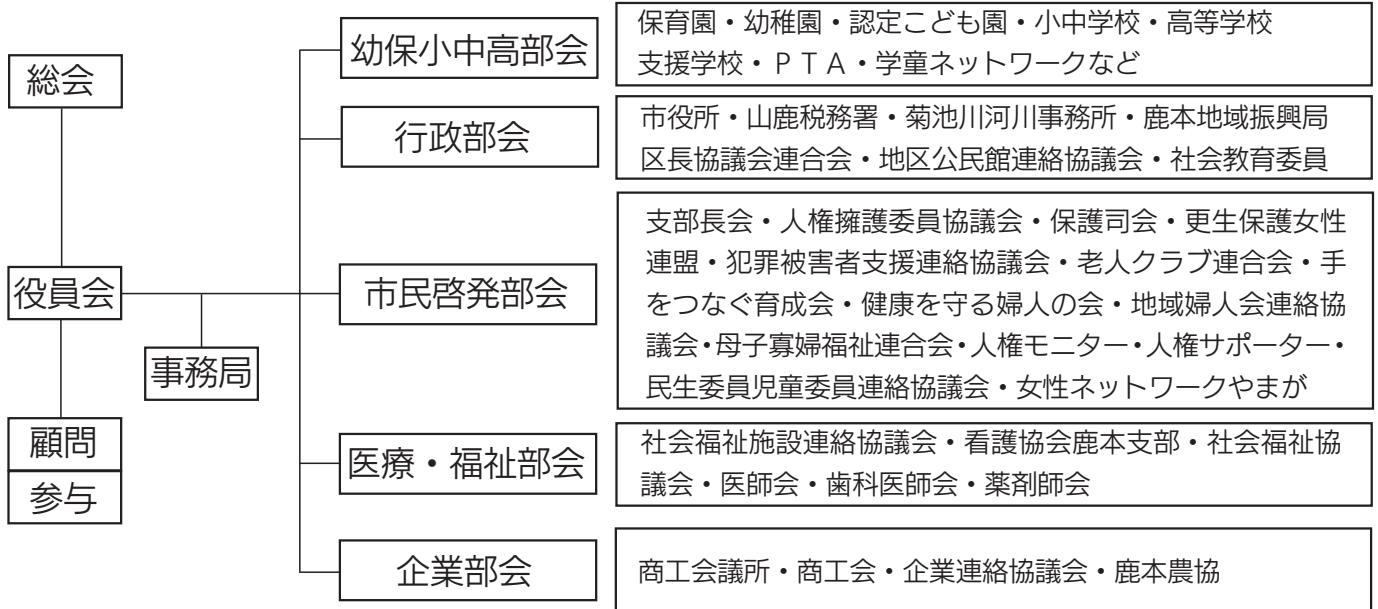 総会
役員会
事務局
顧問
参与
幼保小中高部会
保育園・幼稚園・認定こども園・小中学校・高等学校
支援学校・ＰＴＡ・学童ネットワークなど
行政部会
市役所・山鹿税務署・菊池川河川事務所・鹿本地域振興局
区長協議会連合会・地区公民館連絡協議会・社会教育委員
市民啓発部会
支部長会・人権擁護委員協議会・保護司会・更生保護女性
連盟・犯罪被害者支援連絡協議会・老人クラブ連合会・手
をつなぐ育成会・健康を守る婦人の会・地域婦人会連絡協
議会・母子寡婦福祉連合会・人権モニター・人権サポーター・
民生委員児童委員連絡協議会・女性ネットワークやまが
医療・福祉部会
社会福祉施設連絡協議会・看護協会鹿本支部・社会福祉協
議会・医師会・歯科医師会・薬剤師会
企業部会
商工会議所・商工会・企業連絡協議会・鹿本農協